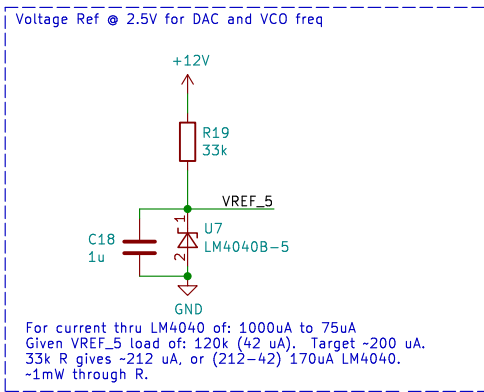 Voltage Ref @ 2.5V for DAC and VCO freq
+12V
R19
33k
VREF_5
1
U7
LM4040B-5
2
C18
1u
GND
For current thru LM4040 of: 1000uA to 75uA
Given VREF_5 load of: 120k (42 uA).  Target ~200 uA.
33k R gives ~212 uA, or (212-42) 170uA LM4040.
~1mW through R.